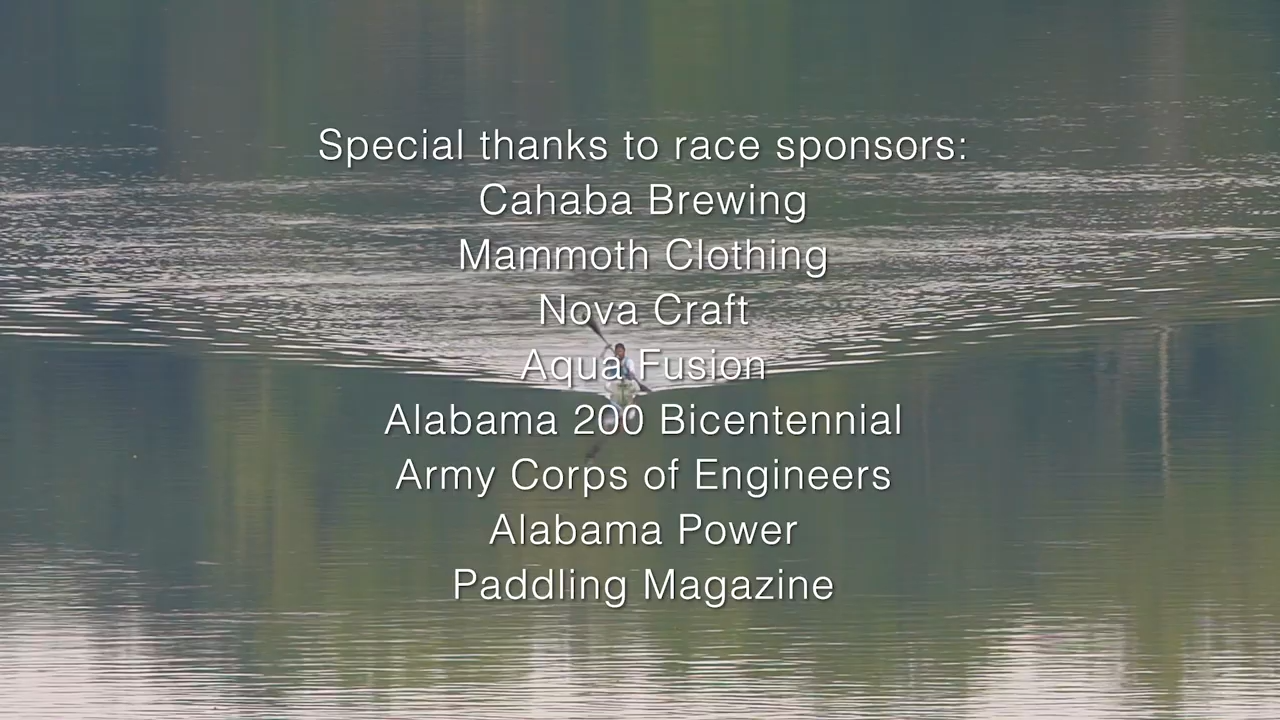 Special thanks to race sponsors:
Cahaba Brewing
Mammoth Clothing
Nova Craft
Aqua Fusion
Alabama 200 Bicentennial
Army Corps of Engineers
Alabama Power
Paddling Magazine